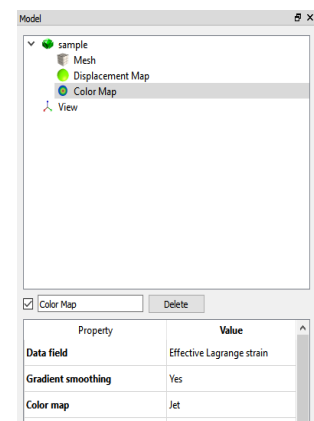 Model
sample
Mesh
Displacement Map
Color Map
View
Color Map Delete
Property Value
Data field Effective Lagrange strain
Gradient smoothing Yes
Color map Jet